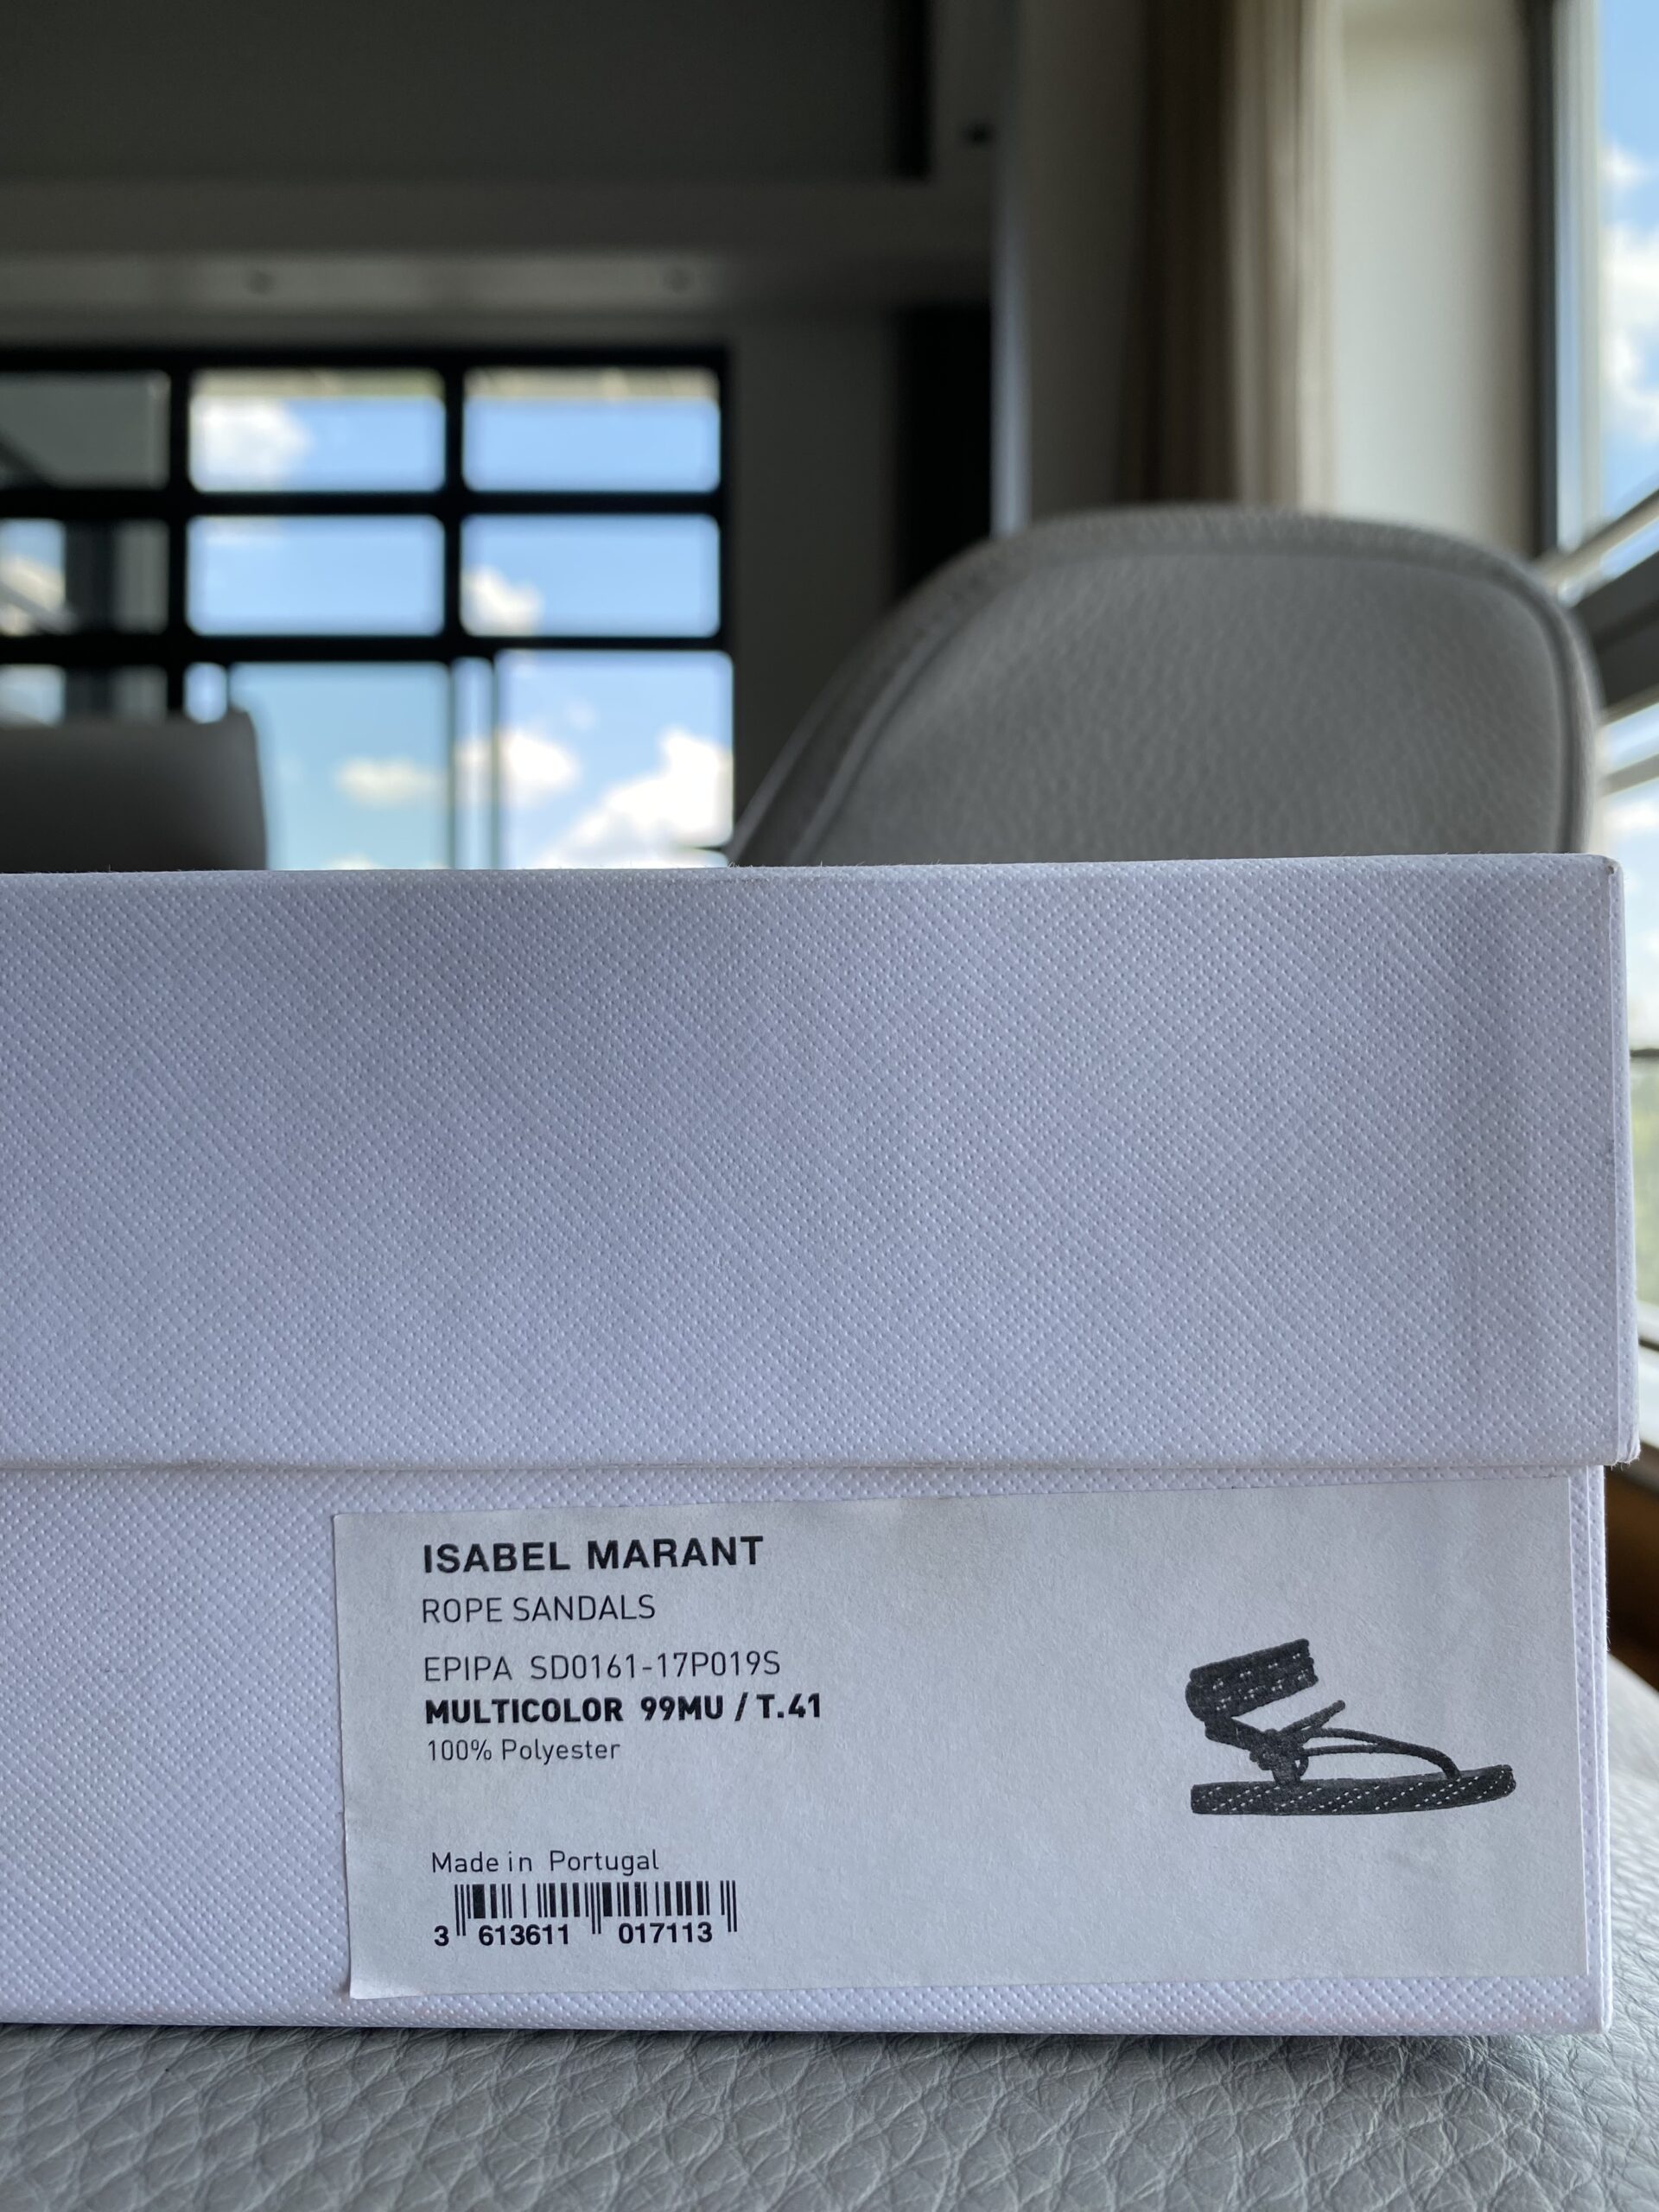 ISABEL MARANT
ROPE SANDALS
EPIPA SD0161-17P019S
MULTICOLOR 99MU / T.41
100% Polyester
Made in Portugal
3 613611 017113